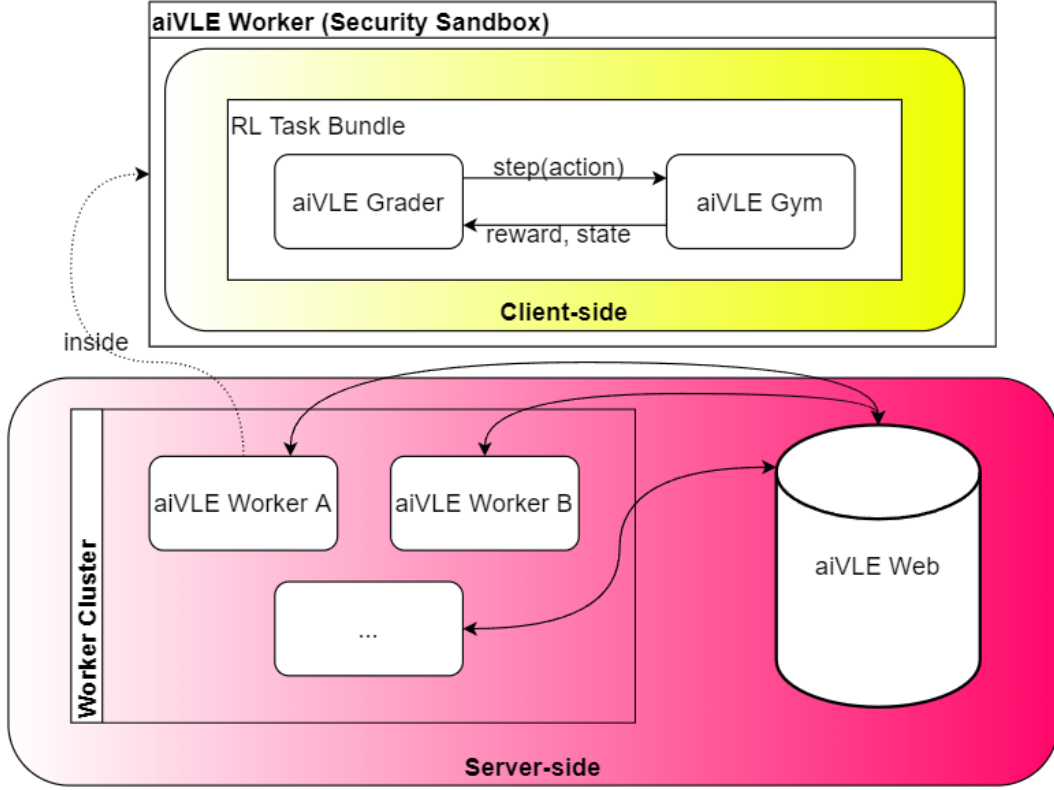 aiVLE Worker (Security Sandbox)
RL Task Bundle
aiVLE Grader
step(action)
reward, state
aiVLE Gym
Client-side
inside
Worker Cluster
aiVLE Worker A
aiVLE Worker B
...
aiVLE Web
Server-side